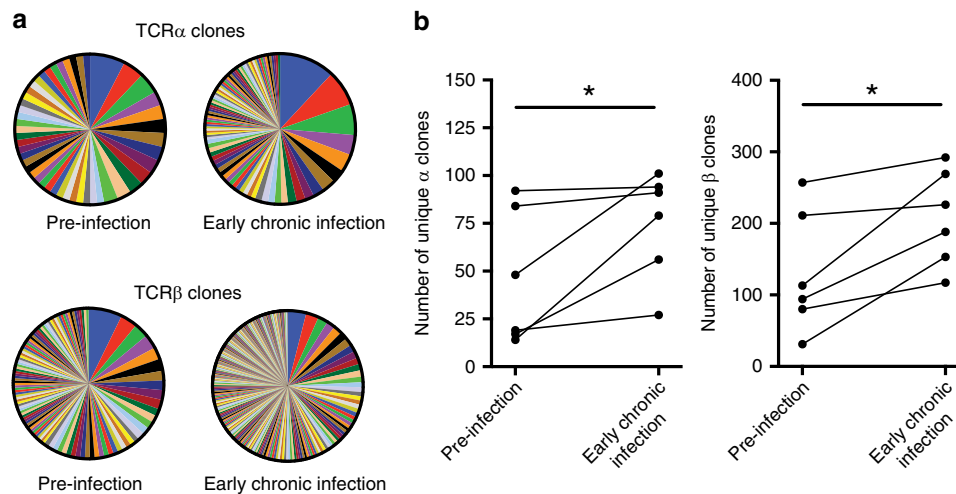 a
TCRα clones
Pre-infection
Early chronic infection
TCRβ clones
Pre-infection
Early chronic infection
b
Number of unique α clones
150
125
100
75
50
25
0
*
Pre-infection
Early chronic
infection
Number of unique β clones
400
300
200
100
0
*
Pre-infection
Early chronic
infection